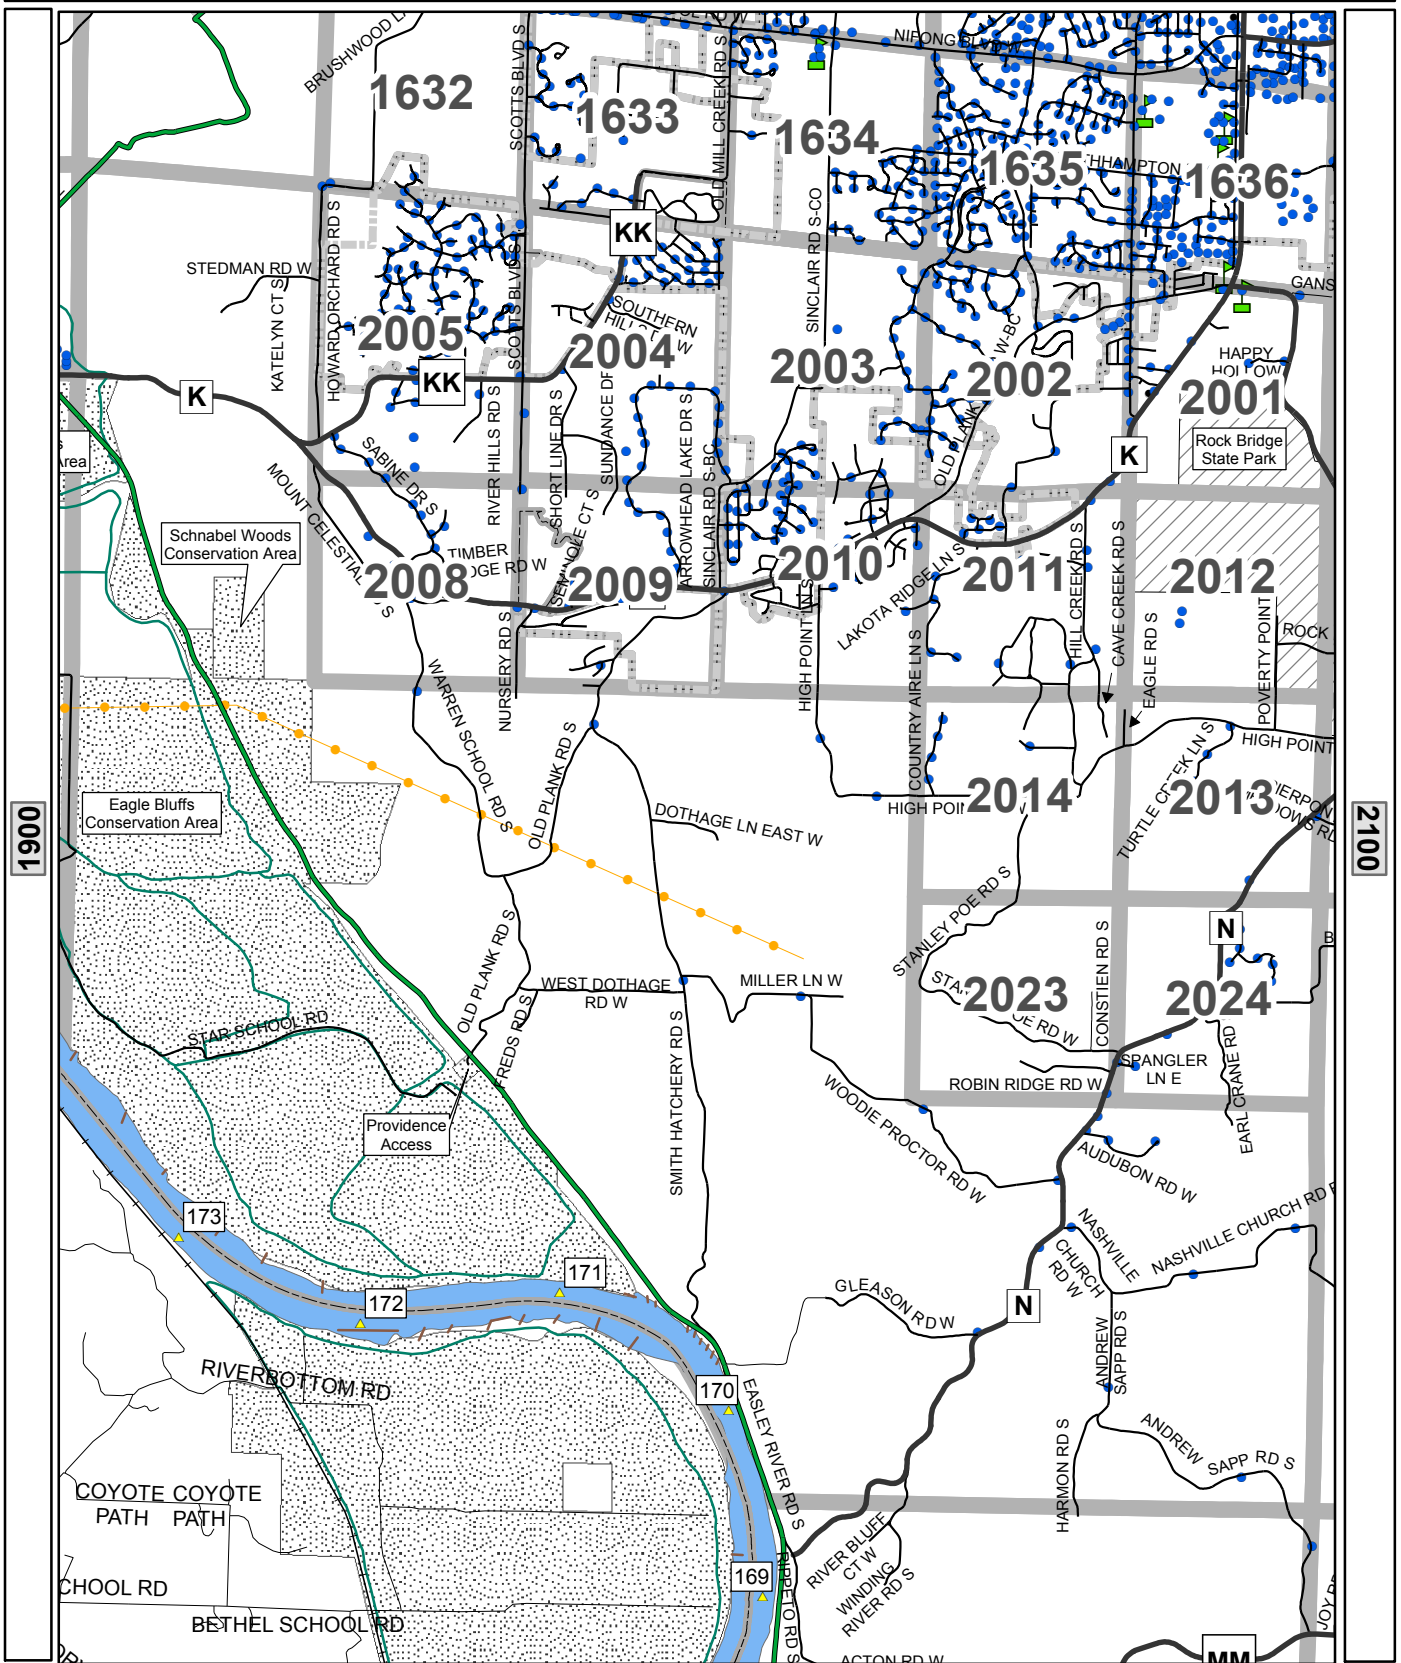 BRUSHWOOD
1632
SCOTTS BLVD S
1633
OLD MILL CREEK RD S
NIFONG BLVD W
1634
1635
HHAMPTON
1636
STEDMAN RD W
KATELYN CT S
HOWARD ORCHARD RD S
2005
SCOTTS BLVD S
KK
SOUTHERN
2004
SINCLAIR RD S-CO
2003
W-BC
2002
GANS
HAPPY
HOLLOW
2001
Rock Bridge
State Park
K
KK
K
SABINE DR S
RIVER HILLS RD S
SHORT LINE DR S
SUNDANCE DR
ARROWHEAD LAKE DR S
SINCLAIR RD S-BC
OLD PLANK
Area
MOUNT CELESTIAL
Schnabel Woods
Conservation Area
TIMBER
RD W
2008
SEMINOLE CT S
2009
2010
HIGH POINT LN S
LAKOTA RIDGE LN S
2011
HILL CREEK RD S
CAVE CREEK RD S
EAGLE RD S
2012
POVERTY POINT
ROCK
NURSERY RD S
WARREN SCHOOL RD S
OLD PLANK RD S
COUNTRY AIRE LN S
HIGH POINT
TURTLE CREEK LN S
2013
1900
2100
Eagle Bluffs
Conservation Area
DOTHAGE LN EAST W
2014
STANLEY POE RD S
N
OLD PLANK RD S
WEST DOTHAGE
RD W
MILLER LN W
2023
CONSTIEN RD S
2024
STAR SCHOOL RD
FREDS RD S
SMITH HATCHERY RD S
SPANGLER
LN E
ROBIN RIDGE RD W
EARL CRANE RD
Providence
Access
WOODIE PROCTOR RD W
AUDUBON RD W
173
NASHVILLE
CHURCH
RD W
NASHVILLE CHURCH RD
171
172
GLEASON RD W
N
ANDREW
SAPP RD S
RIVERBOTTOM RD
170
EASLEY RIVER RD S
HARMON RD S
ANDREW SAPP RD S
COYOTE COYOTE
PATH PATH
RIVER BLUFF
CT W
WINDING
RIVER RD S
169
RIPPETO RD S
CHOOL RD
BETHEL SCHOOL RD
ACTON RD W
MM